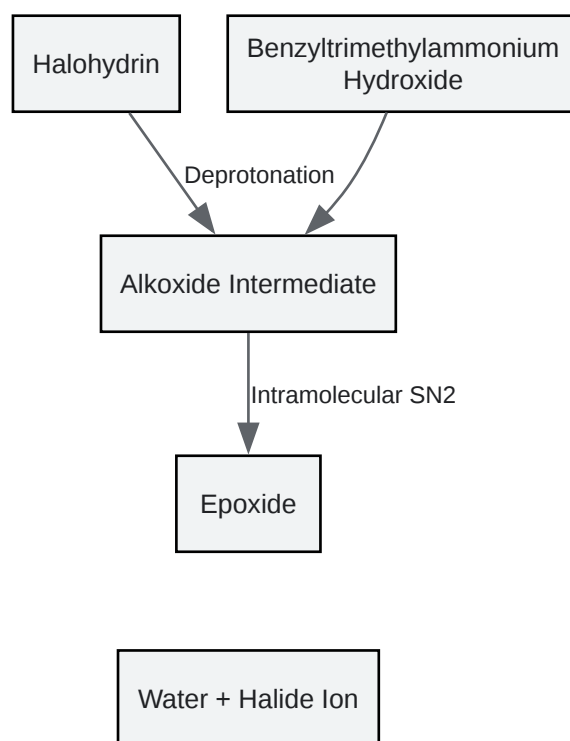 Halohydrin
Benzyltrimethylammonium
Hydroxide
Deprotonation
Alkoxide Intermediate
Intramolecular SN2
Epoxide
Water + Halide Ion